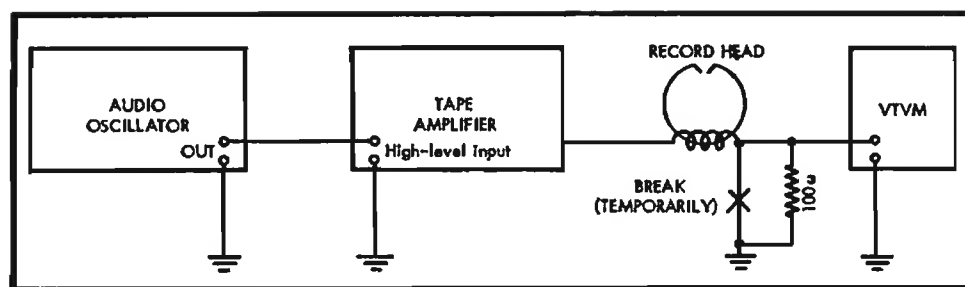 AUDIO
OSCILLATOR
OUT
TAPE
AMPLIFIER
High-level Input
RECORD HEAD
BREAK
(TEMPORARILY)
100Ω
VTVM